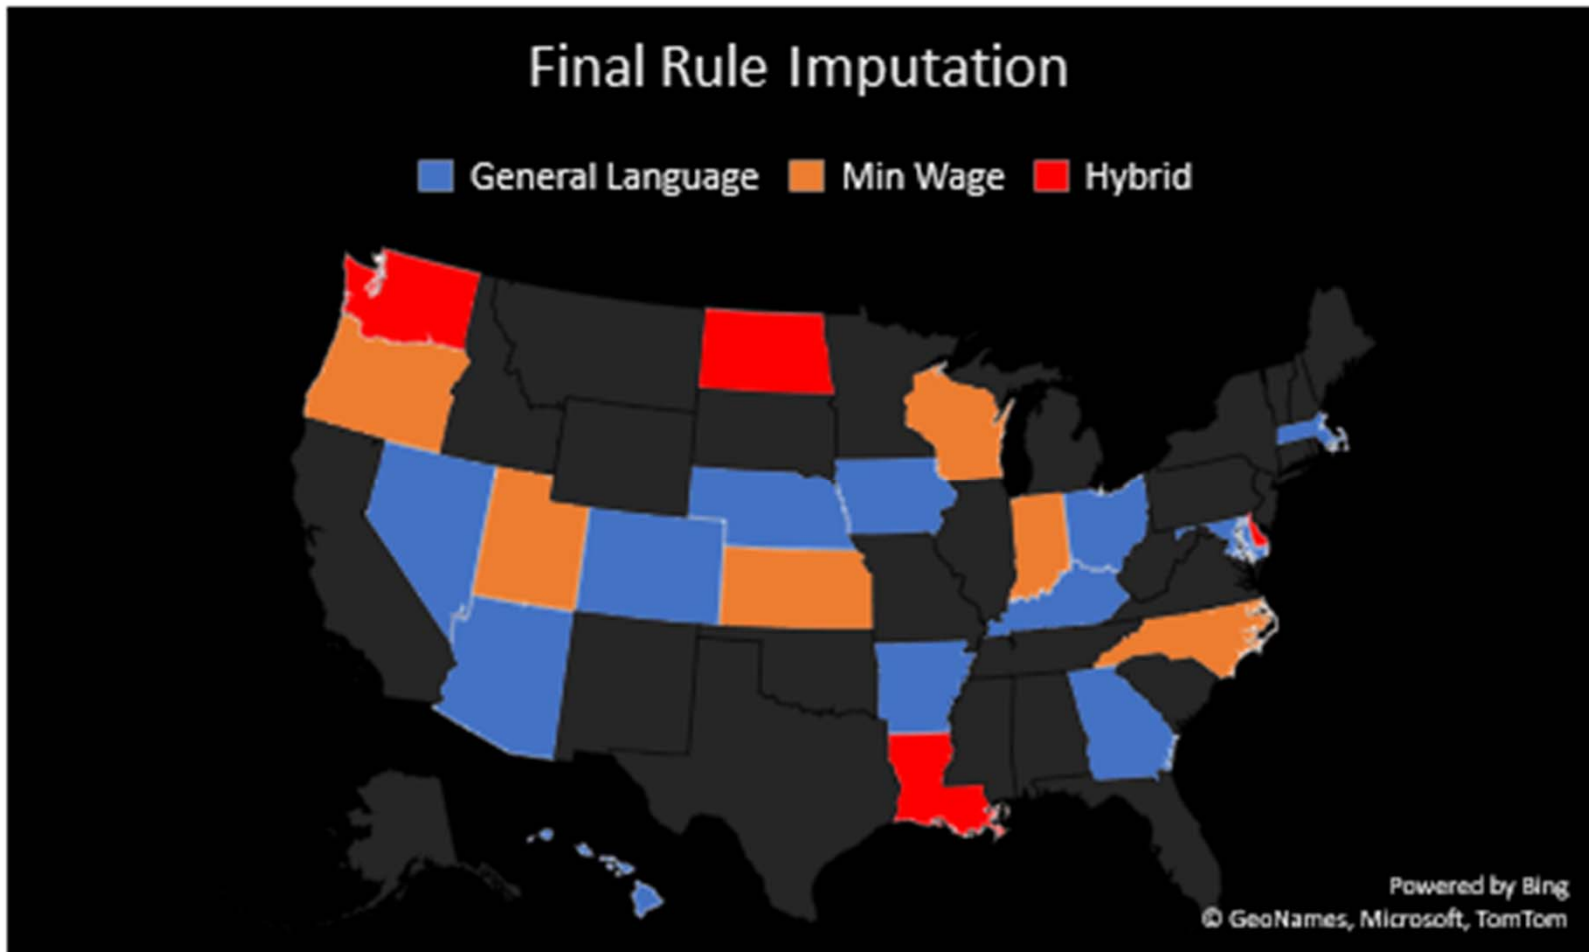 Final Rule Imputation
General Language Min Wage Hybrid
Powered by Bing
© GeoNames, Microsoft, TomTom